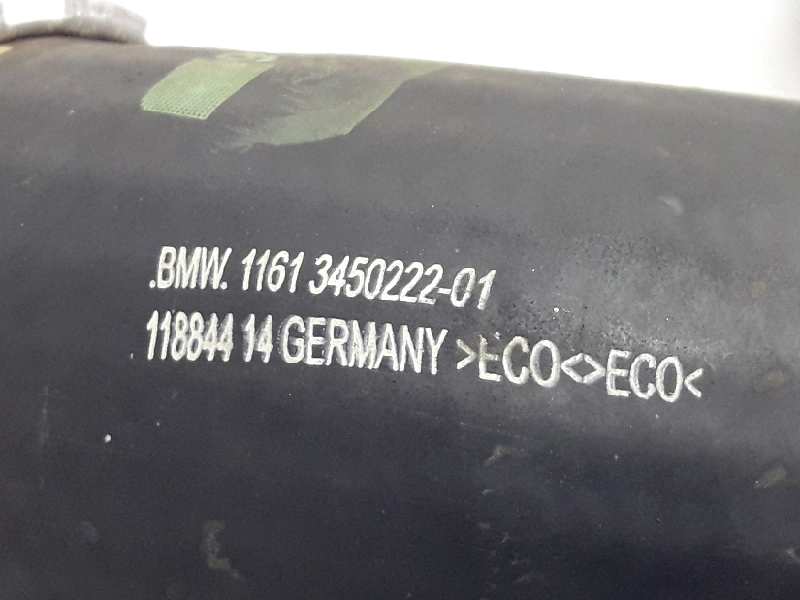 .BMW. 1161 3450222-01
118844 14 GERMANY >ECO<>ECO<